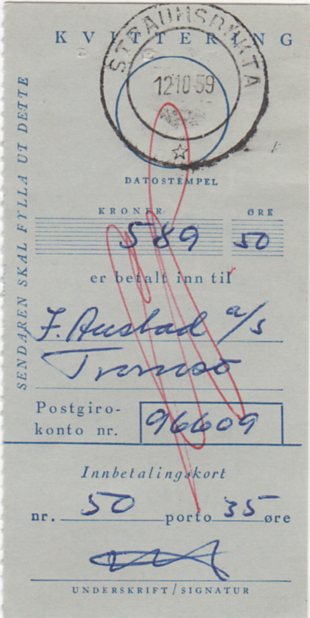 KVITTERING
STRAUMSBUKTA
12 10 59
DATOSTEMPEL
KRONER ØRE
589 50
er betalt inn til
J. Austad a/s
Tromsö
Postgiro-
konto nr. 96609
Innbetalingskort
nr. 50 porto 35 øre
UNDERSKRIFT/SIGNATUR
SENDAREN SKAL FYLLA UT DETTE